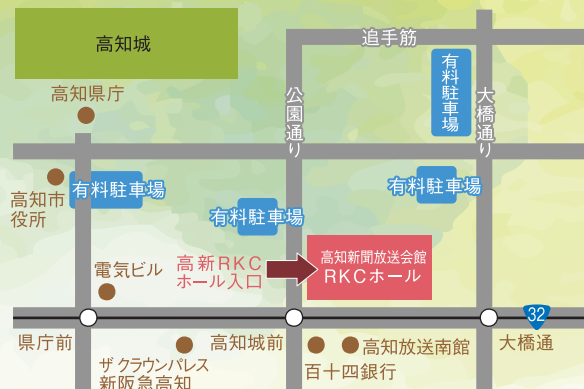 高知城
追手筋
有料駐車場
高知県庁
公園通り
大橋通り
高知市
役所
有料駐車場
有料駐車場
有料駐車場
電気ビル
高新RKC
ホール入口
高知新聞放送会館
RKCホール
32
県庁前
高知城前
大橋通
ザ クラウンパレス
新阪急高知
高知放送南館
百十四銀行